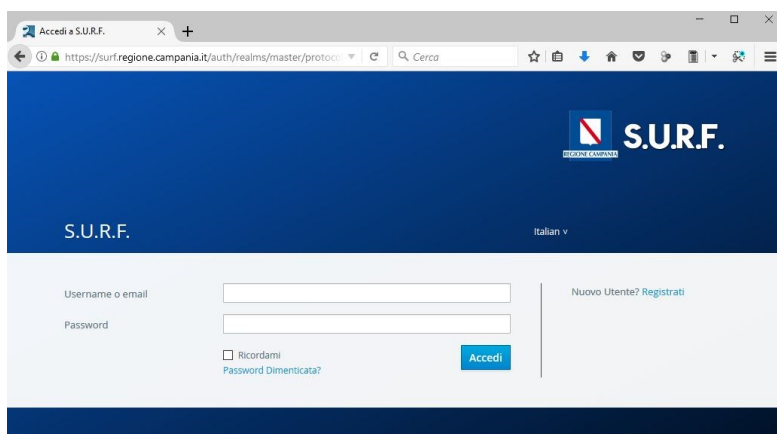 Accedi a S.U.R.F.
https://surf.regione.campania.it/auth/realms/master/protoco
Cerca
REGIONE CAMPANIA
S.U.R.F.
S.U.R.F.
Italian
Username o email
Nuovo Utente? Registrati
Password
Ricordami
Accedi
Password Dimenticata?